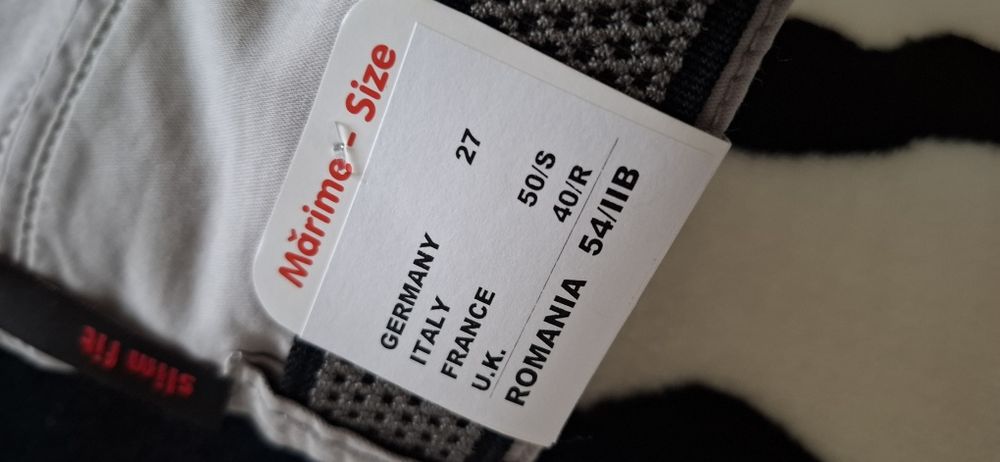 Mărime - Size
GERMANY 27
ITALY
FRANCE 50/S
U.K. 40/R
ROMANIA 54/IIB
slim fit